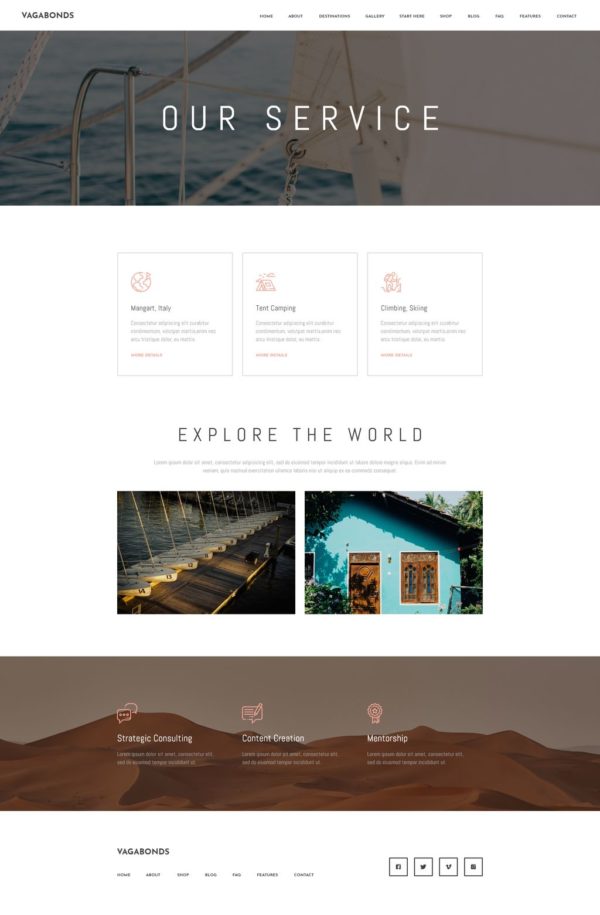 VAGABONDS
HOME ABOUT DESTINATIONS GALLERY START HERE SHOP BLOG FAQ FEATURES CONTACT
OUR SERVICE
Mangart, Italy
Consectetur adipiscing elit curabitur
condimentum, volutpat mattis enim nec
arcu tristique dolor, eu mattis.
MORE DETAILS
Tent Camping
Consectetur adipiscing elit curabitur
condimentum, volutpat mattis enim nec
arcu tristique dolor, eu mattis.
MORE DETAILS
Climbing, Skiing
Consectetur adipiscing elit curabitur
condimentum, volutpat mattis enim nec
arcu tristique dolor, eu mattis.
MORE DETAILS
EXPLORE THE WORLD
Lorem ipsum dolor sit amet, consectetur adipiscing elit, sed do eiusmod tempor incididunt ut labore dolore magna aliqua. Enim ad minim
veniam, quis nostrud exercitation ullamco laboris nisi ut aliquip ex ea commodo consequat.
14
13
12
11
Strategic Consulting
Lorem ipsum dolor sit amet, consectetur elit,
sed do eiusmod tempor incididunt ut.
Content Creation
Lorem ipsum dolor sit amet, consectetur elit,
sed do eiusmod tempor incididunt ut.
Mentorship
Lorem ipsum dolor sit amet, consectetur elit,
sed do eiusmod tempor incididunt ut.
VAGABONDS
HOME ABOUT SHOP BLOG FAQ FEATURES CONTACT